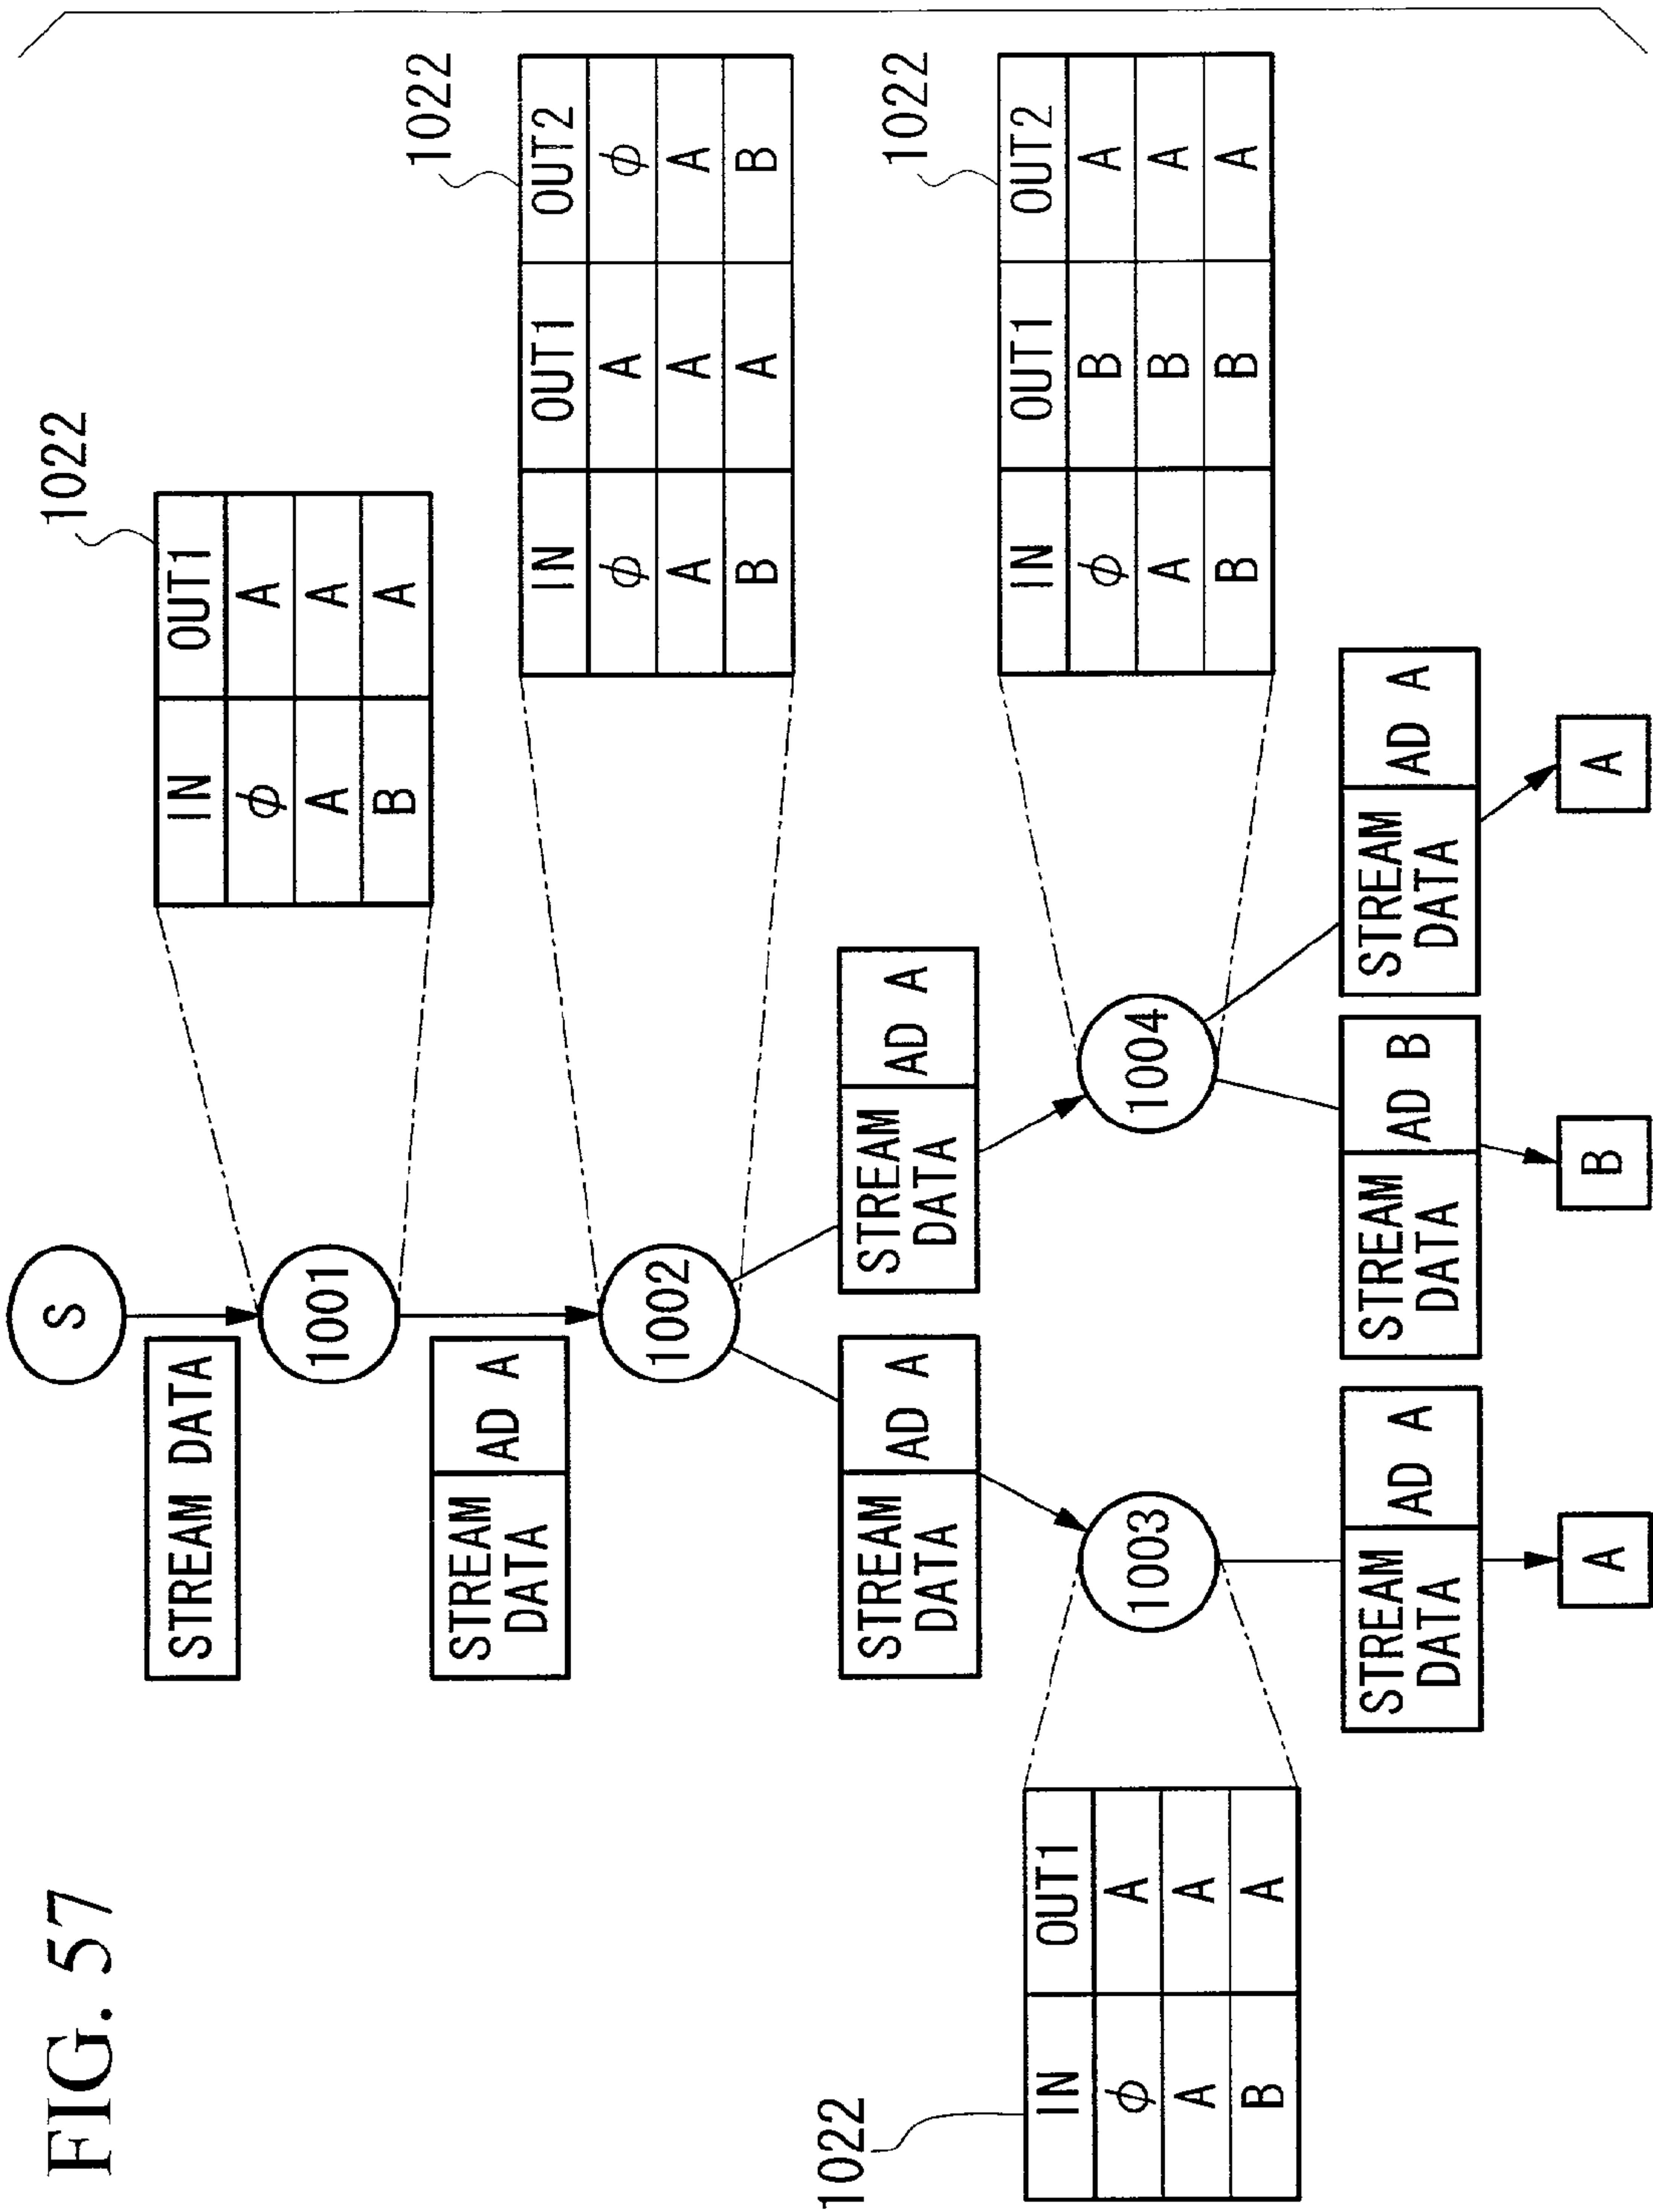 FIG. 57
S
STREAM DATA
1022
IN OUT1
φ A
A A
B A
1001
STREAM
DATA
AD A
1022
IN OUT1 OUT2
φ A φ
A A A
B A B
1002
STREAM
DATA
AD A
STREAM
DATA
AD A
1022
IN OUT1
φ A
A A
B A
1003
1004
1022
IN OUT1 OUT2
φ B A
A B A
B B A
STREAM
DATA
AD A
STREAM
DATA
AD B
STREAM
DATA
AD A
A
B
A